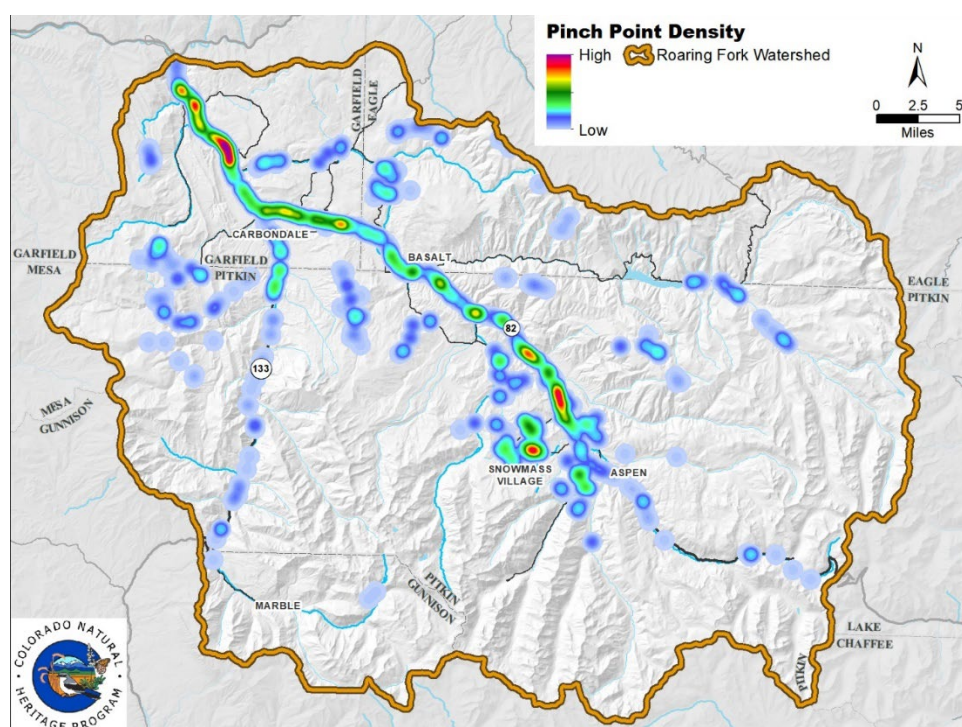 Pinch Point Density
High
Roaring Fork Watershed
Low
N
0 2.5 5
Miles
GARFIELD
EAGLE
CARBONDALE
GARFIELD
MESA
GARFIELD
PITKIN
BASALT
EAGLE
PITKIN
82
133
MESA
GUNNISON
SNOWMASS
VILLAGE
ASPEN
PITKIN
GUNNISON
MARBLE
LAKE
CHAFFEE
PITKIN
COLORADO NATURAL
HERITAGE PROGRAM